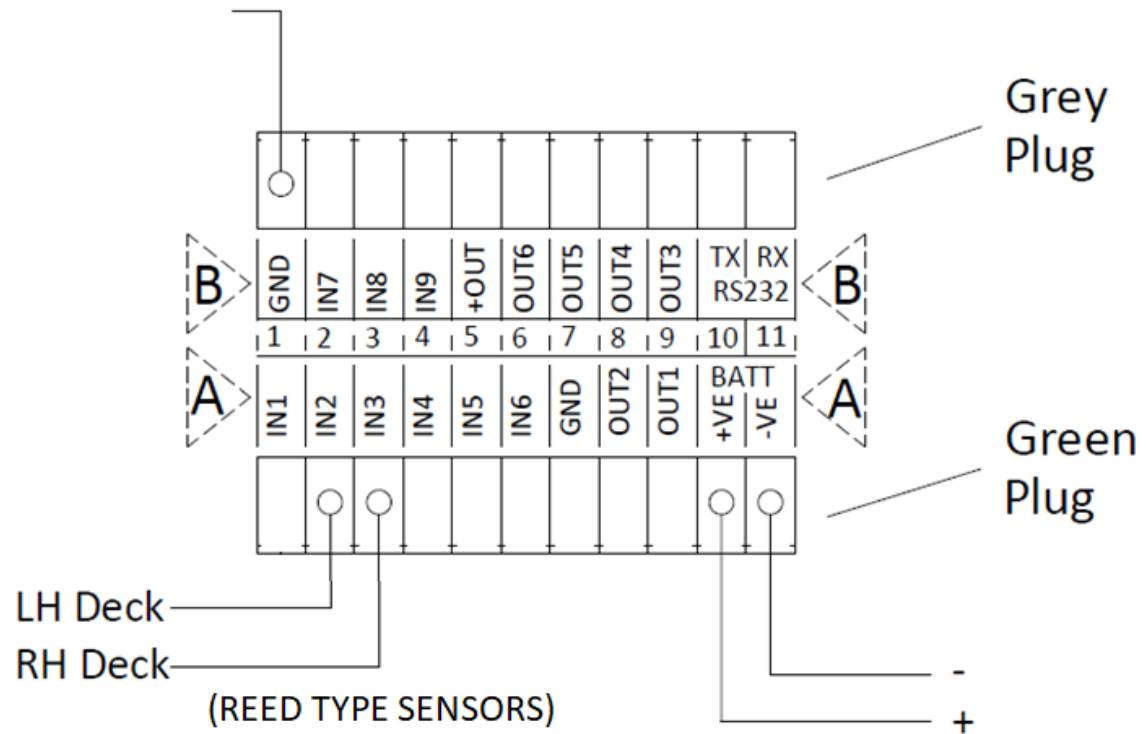 Grey
Plug
B GND IN7 IN8 IN9 +OUT OUT6 OUT5 OUT4 OUT3 TX RX B
RS232
1 2 3 4 5 6 7 8 9 10 11
A IN1 IN2 IN3 IN4 IN5 IN6 GND OUT2 OUT1 +VE -VE A
BATT
Green
Plug
LH Deck
RH Deck
(REED TYPE SENSORS)
-
+